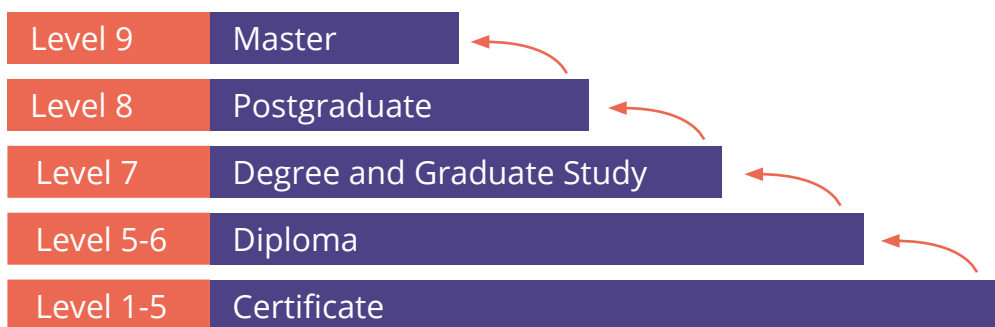 Level 9 Master
Level 8 Postgraduate
Level 7 Degree and Graduate Study
Level 5-6 Diploma
Level 1-5 Certificate